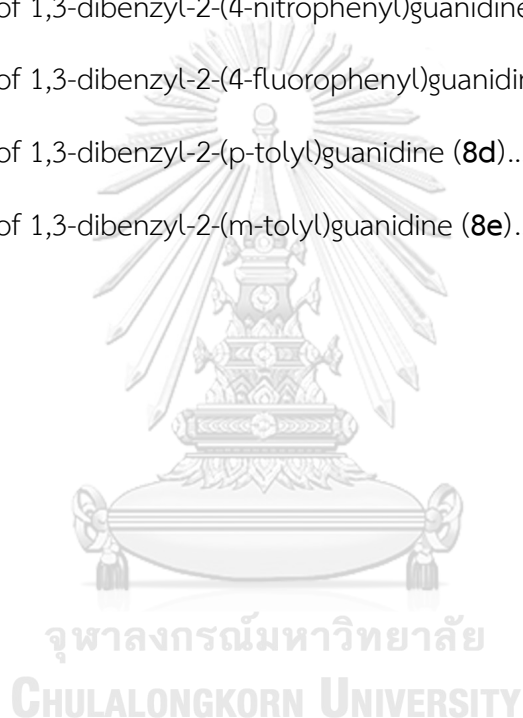 of 1,3-dibenzyl-2-(4-nitrophenyl)guanidine
of 1,3-dibenzyl-2-(4-fluorophenyl)guanidin
of 1,3-dibenzyl-2-(p-tolyl)guanidine (8d)..
of 1,3-dibenzyl-2-(m-tolyl)guanidine (8e).
จุฬาลงกรณ์มหาวิทยาลัย
CHULALONGKORN UNIVERSITY